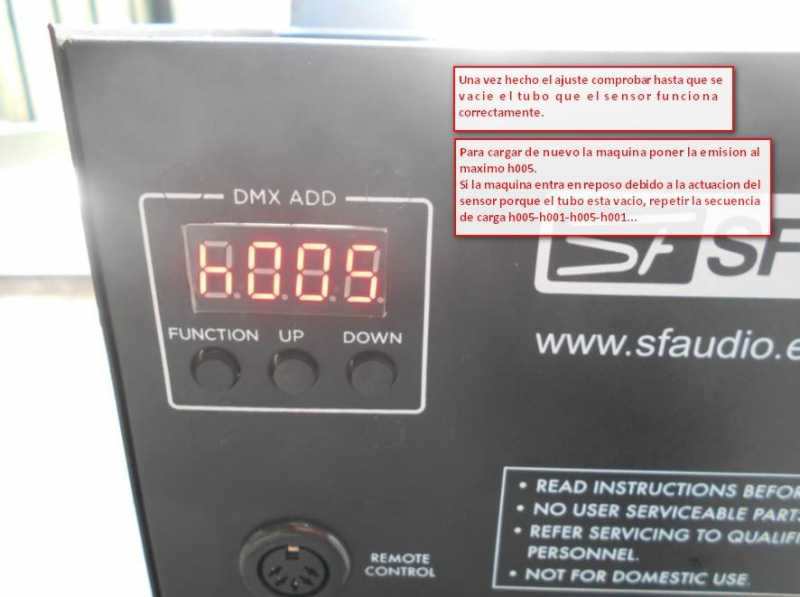 Una vez hecho el ajuste comprobar hasta que se
vacie el tubo que el sensor funciona
correctamente.
Para cargar de nuevo la maquina poner la emision al
maximo h005.
Si la maquina entra en reposo debido a la actuacion del
sensor porque el tubo esta vacio, repetir la secuencia
de carga h005-h001-h005-h001...
DMX ADD
h005
FUNCTION UP DOWN
SF SF
www.sfaudio.e
REMOTE
CONTROL
• READ INSTRUCTIONS BEFOR
• NO USER SERVICEABLE PARTS
• REFER SERVICING TO QUALIFI
PERSONNEL.
• NOT FOR DOMESTIC USE.